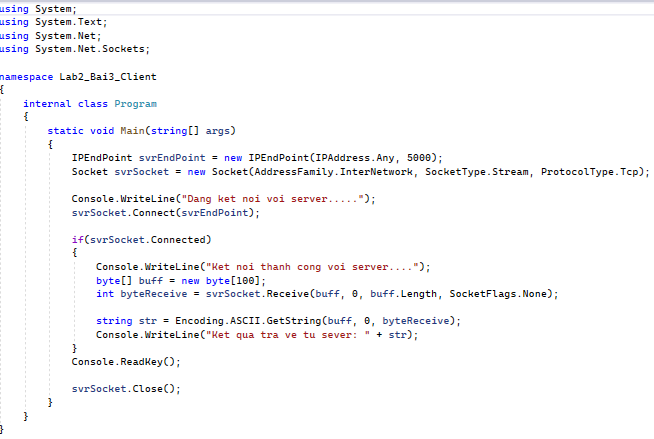 using System;
using System.Text;
using System.Net;
using System.Net.Sockets;
namespace Lab2_Bai3_Client
{
internal class Program
{
static void Main(string[] args)
{
IPEndPoint svrEndPoint = new IPEndPoint(IPAddress.Any, 5000);
Socket svrSocket = new Socket(AddressFamily.InterNetwork, SocketType.Stream, ProtocolType.Tcp);
Console.WriteLine("Dang ket noi voi server.....");
svrSocket.Connect(svrEndPoint);
if(svrSocket.Connected)
{
Console.WriteLine("Ket noi thanh cong voi server....");
byte[] buff = new byte[100];
int byteReceive = svrSocket.Receive(buff, 0, buff.Length, SocketFlags.None);
string str = Encoding.ASCII.GetString(buff, 0, byteReceive);
Console.WriteLine("Ket qua tra ve tu sever: " + str);
}
Console.ReadKey();
svrSocket.Close();
}
}
}